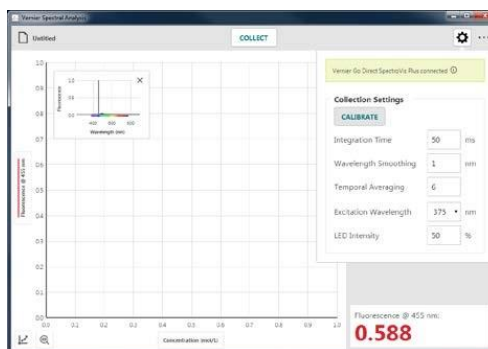 Vernier Spectral Analysis
Untitled
COLLECT
Vernier Go Direct SpectroVis Plus connected
Collection Settings
CALIBRATE
Integration Time 50 ms
Wavelength Smoothing 1 nm
Temporal Averaging 6
Excitation Wavelength 375 nm
LED Intensity 50 %
1.0
0.9
0.8
0.7
0.6
0.5
0.4
0.3
0.2
0.1
0.0
Fluorescence @ 455 nm
Fluorescence
1.0
0.0
Wavelength (nm)
0.0 0.1 0.2 0.3 0.4 0.5 0.6 0.7 0.8 0.9 1.0
Concentration (mol/L)
Fluorescence @ 455 nm:
0.588